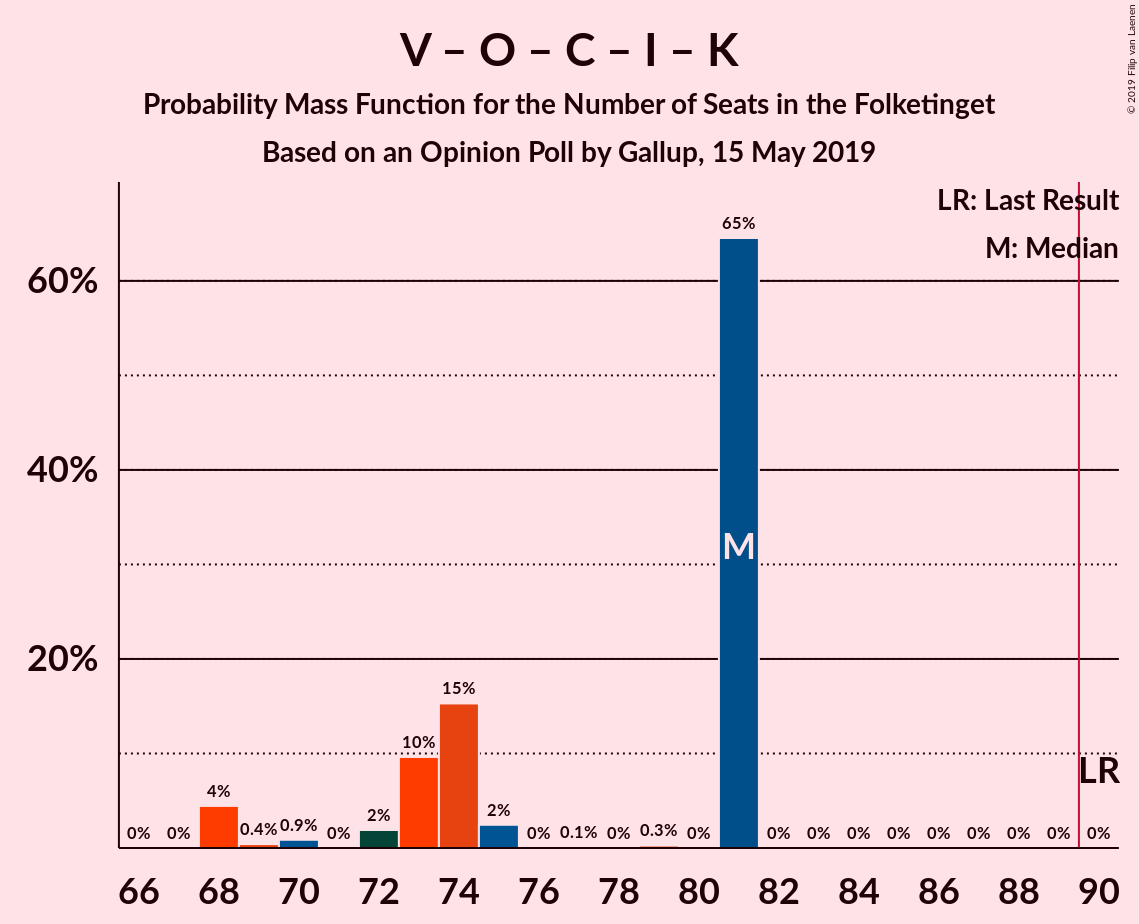 V – O – C – I – K
Probability Mass Function for the Number of Seats in the Folketinget
Based on an Opinion Poll by Gallup, 15 May 2019
© 2019 Filip van Laenen
LR: Last Result
M: Median
65%
60%
40%
M
20%
15%
10%
LR
4%
2%
2%
0% 0% 0.4% 0.9% 0% 0% 0.1% 0% 0.3% 0% 0% 0% 0% 0% 0% 0% 0% 0% 0%
66 68 70 72 74 76 78 80 82 84 86 88 90